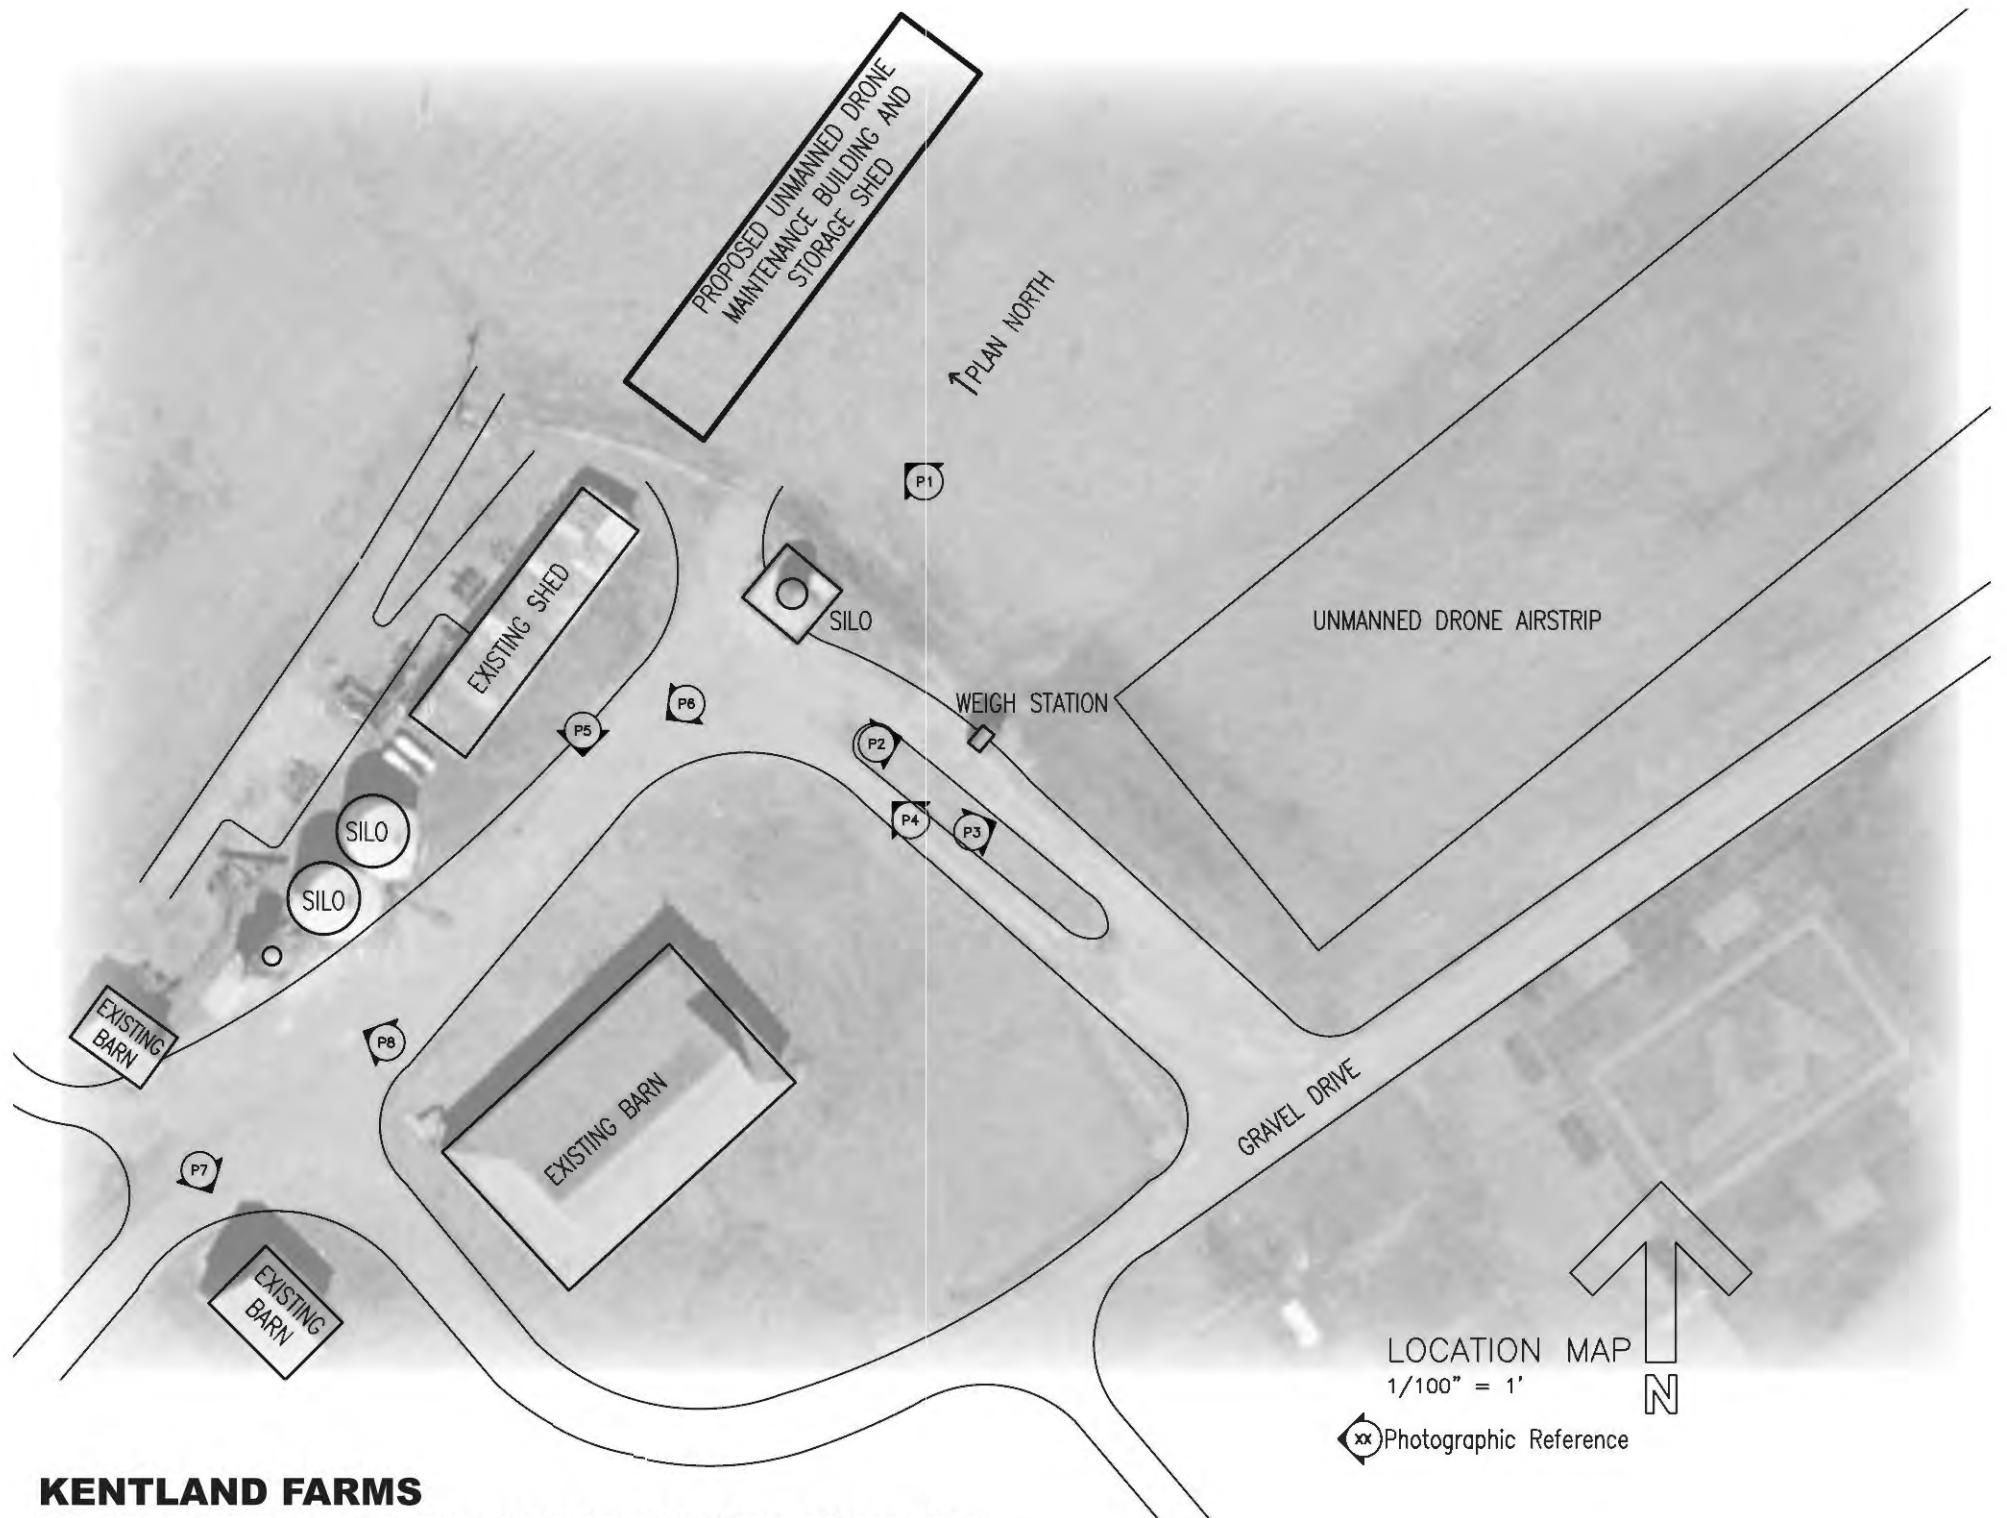 PROPOSED UNMANNED DRONE
MAINTENANCE BUILDING AND
STORAGE SHED
PLAN NORTH
P1
EXISTING SHED
SILO
UNMANNED DRONE AIRSTRIP
WEIGH STATION
P6
P5
P2
P4
P3
SILO
SILO
EXISTING
BARN
P8
EXISTING BARN
GRAVEL DRIVE
P7
EXISTING
BARN
LOCATION MAP
1/100" = 1'
N
XX Photographic Reference
KENTLAND FARMS